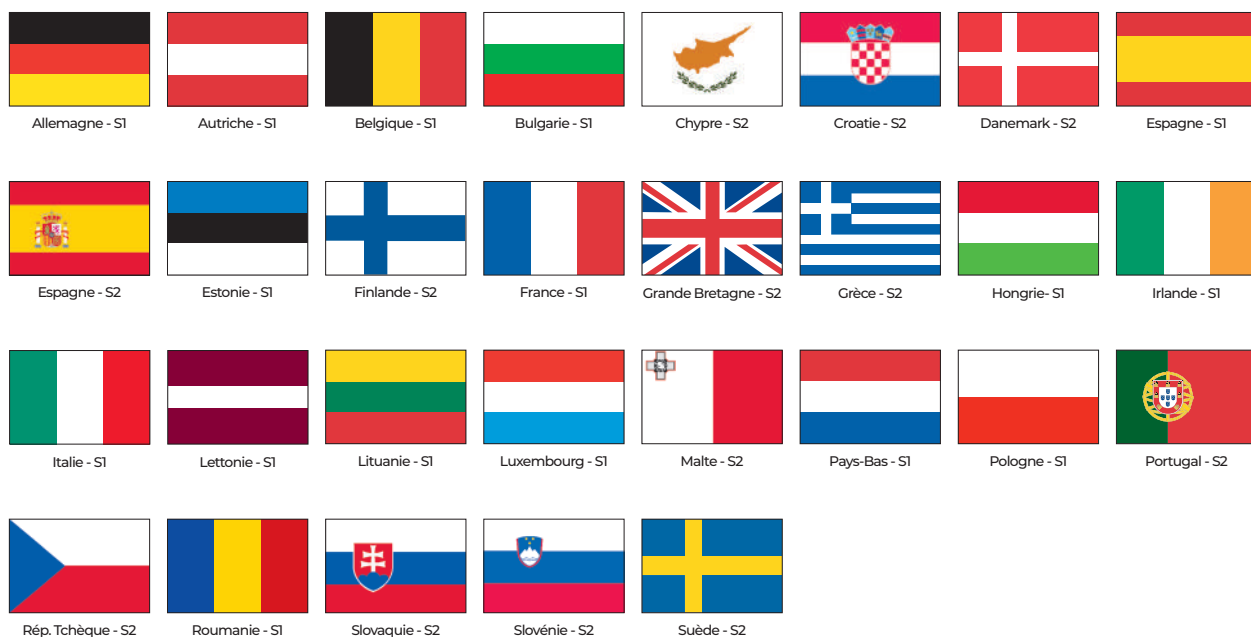 Allemagne - S1
Autriche - S1
Belgique - S1
Bulgarie - S1
Chypre - S2
Croatie - S2
Danemark - S2
Espagne - S1
Espagne - S2
Estonie - S1
Finlande - S2
France - S1
Grande Bretagne - S2
Grèce - S2
Hongrie- S1
Irlande - S1
Italie - S1
Lettonie - S1
Lituanie - S1
Luxembourg - S1
Malte - S2
Pays-Bas - S1
Pologne - S1
Portugal - S2
Rép. Tchèque - S2
Roumanie - S1
Slovaquie - S2
Slovénie - S2
Suède - S2